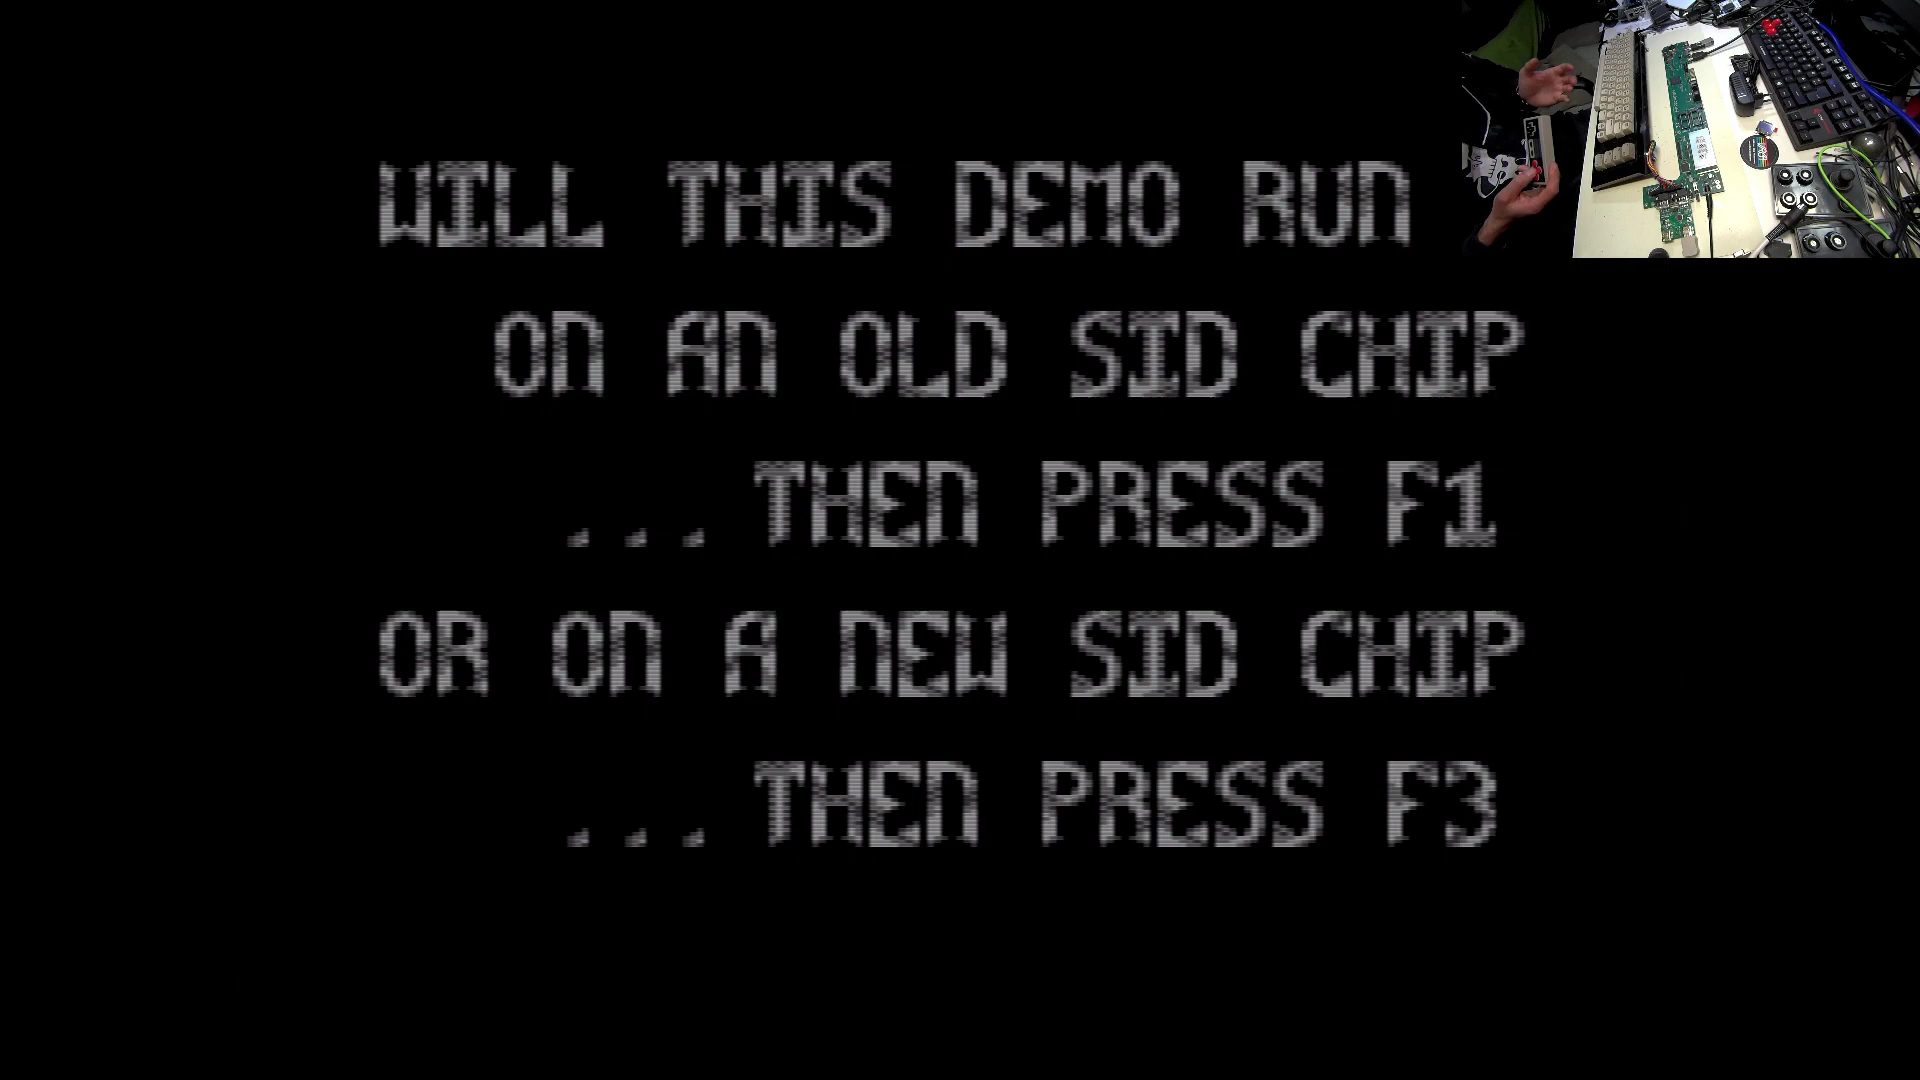 WILL THIS DEMO RUN
ON AN OLD SID CHIP
...THEN PRESS F1
OR ON A NEW SID CHIP
...THEN PRESS F3